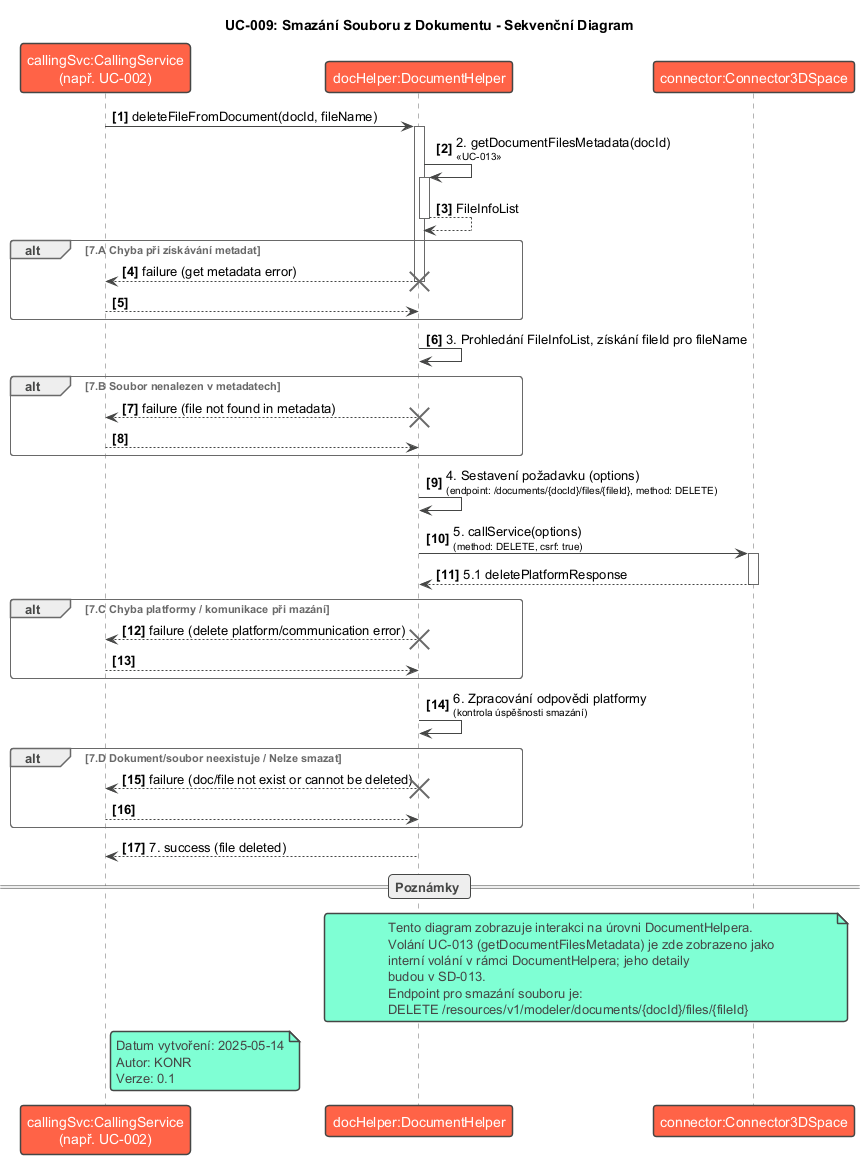 UC-009: Smazání Souboru z Dokumentu - Sekvenční Diagram
callingSvc:CallingService
(např. UC-002)
docHelper:DocumentHelper
connector:Connector3DSpace
[1] deleteFileFromDocument(docId, fileName)
[2] 2. getDocumentFilesMetadata(docId)
«UC-013»
[3] FileInfoList
alt [7.A Chyba při získávání metadat]
[4] failure (get metadata error)
[5]
[6] 3. Prohledání FileInfoList, získání fileId pro fileName
alt [7.B Soubor nenalezen v metadatech]
[7] failure (file not found in metadata)
[8]
[9] 4. Sestavení požadavku (options)
(endpoint: /documents/{docId}/files/{fileId}, method: DELETE)
[10] 5. callService(options)
(method: DELETE, csrf: true)
[11] 5.1 deletePlatformResponse
alt [7.C Chyba platformy / komunikace při mazání]
[12] failure (delete platform/communication error)
[13]
[14] 6. Zpracování odpovědi platformy
(kontrola úspěšnosti smazání)
alt [7.D Dokument/soubor neexistuje / Nelze smazat]
[15] failure (doc/file not exist or cannot be deleted)
[16]
[17] 7. success (file deleted)
Poznámky
Tento diagram zobrazuje interakci na úrovni DocumentHelpera.
Volání UC-013 (getDocumentFilesMetadata) je zde zobrazeno jako
interní volání v rámci DocumentHelpera; jeho detaily
budou v SD-013.
Endpoint pro smazání souboru je:
DELETE /resources/v1/modeler/documents/{docId}/files/{fileId}
Datum vytvoření: 2025-05-14
Autor: KONR
Verze: 0.1
callingSvc:CallingService
(např. UC-002)
docHelper:DocumentHelper
connector:Connector3DSpace